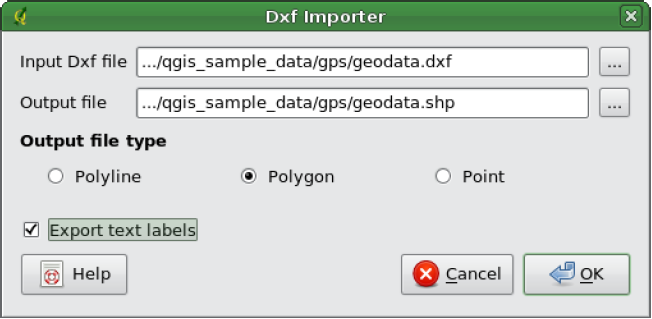 Dxf Importer
Input Dxf file .../qgis_sample_data/gps/geodata.dxf ...
Output file .../qgis_sample_data/gps/geodata.shp ...
Output file type
Polyline Polygon Point
Export text labels
Help Cancel OK